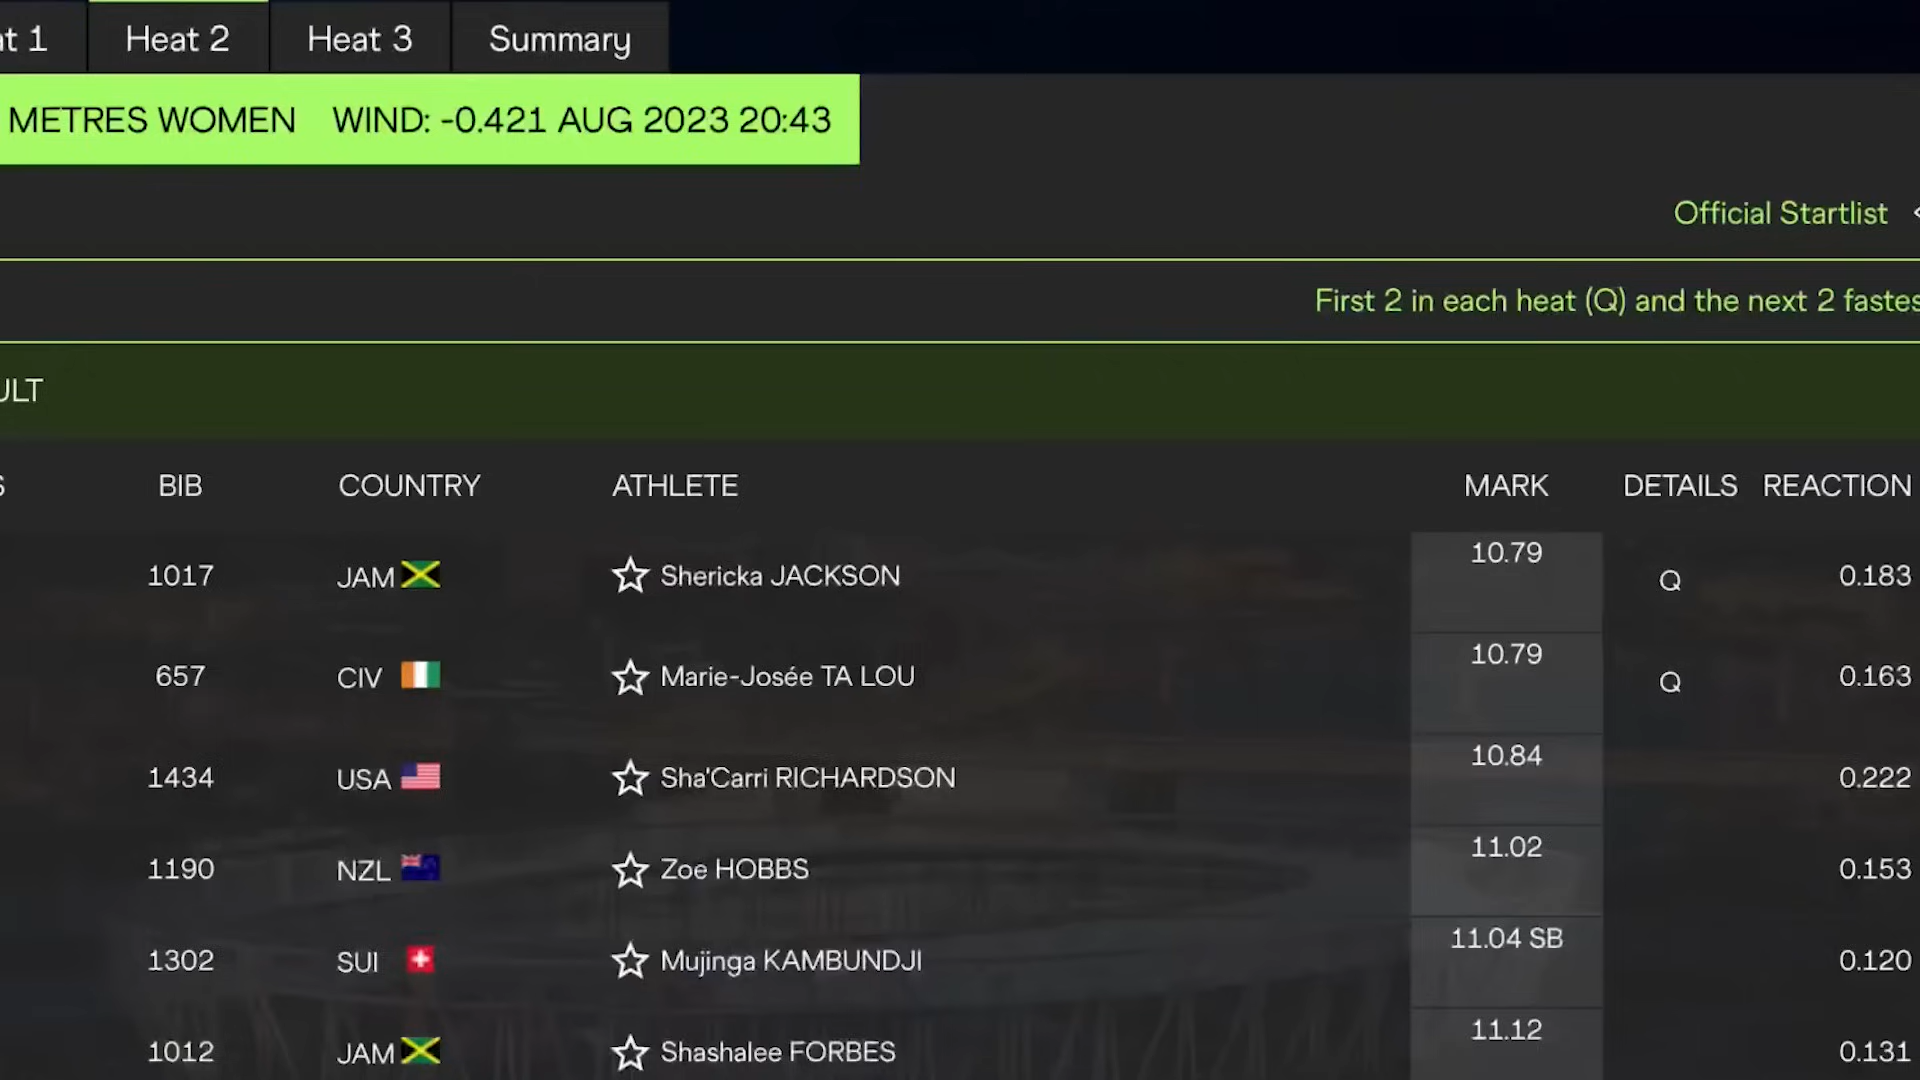 at 1 Heat 2 Heat 3 Summary
METRES WOMEN WIND: -0.421 AUG 2023 20:43
Official Startlist <
First 2 in each heat (Q) and the next 2 fastes
ULT
S BIB COUNTRY ATHLETE MARK DETAILS REACTION
1017 JAM Shericka JACKSON 10.79 Q 0.183
657 CIV Marie-Josée TA LOU 10.79 Q 0.163
1434 USA Sha'Carri RICHARDSON 10.84 0.222
1190 NZL Zoe HOBBS 11.02 0.153
1302 SUI Mujinga KAMBUNDJI 11.04 SB 0.120
1012 JAM Shashalee FORBES 11.12 0.131